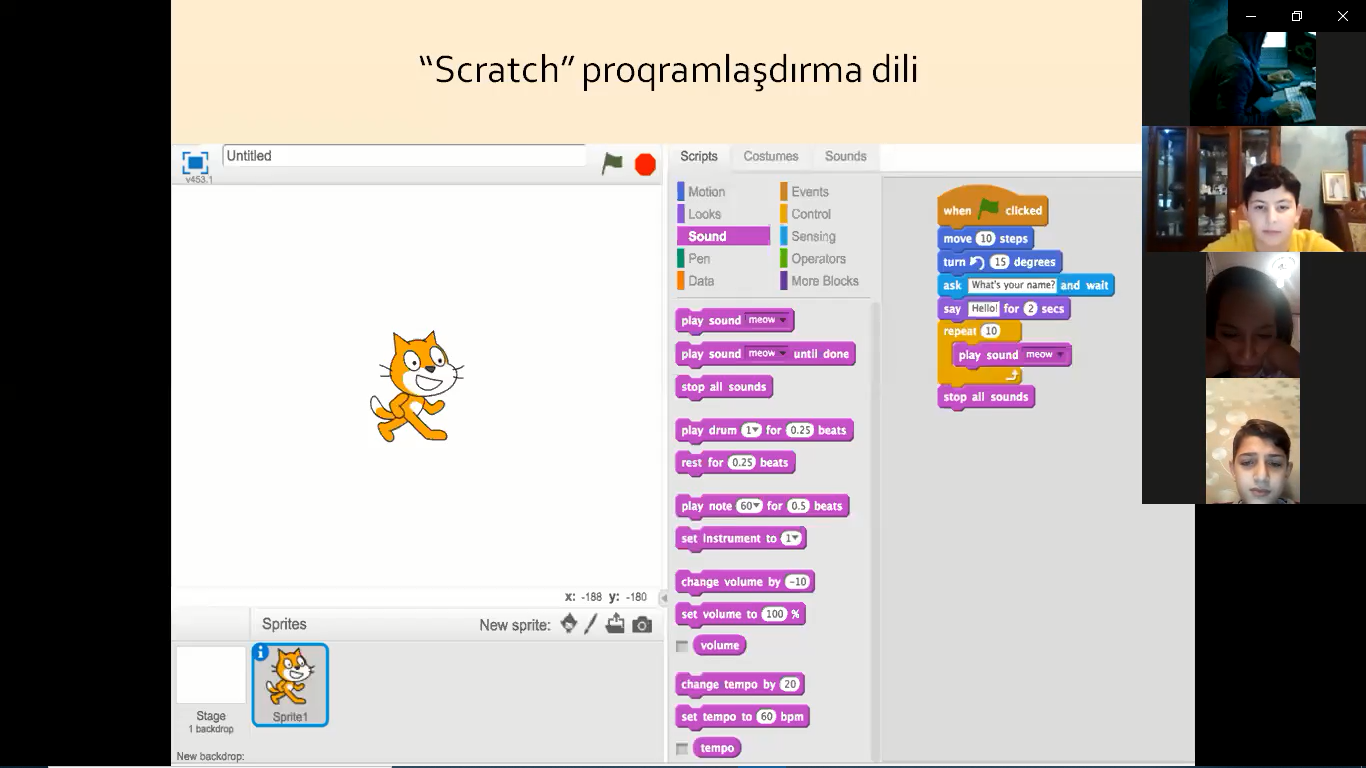 “Scratch” proqramlaşdırma dili
Untitled
v453.1
Scripts Costumes Sounds
Motion Events
Looks Control
Sound Sensing
Pen Operators
Data More Blocks
play sound meow
play sound meow until done
stop all sounds
play drum 1 for 0.25 beats
rest for 0.25 beats
play note 60 for 0.5 beats
set instrument to 1
change volume by -10
set volume to 100 %
volume
change tempo by 20
set tempo to 60 bpm
tempo
when clicked
move 10 steps
turn 15 degrees
ask What's your name? and wait
say Hello! for 2 secs
repeat 10
play sound meow
stop all sounds
x: -188 y: -180
Sprites New sprite:
Stage
1 backdrop
Sprite1
New backdrop: